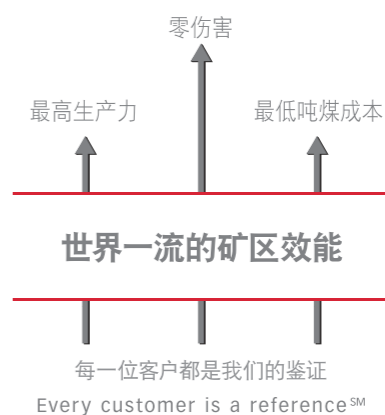 零伤害
最高生产力 最低吨煤成本
世界一流的矿区效能
每一位客户都是我们的鉴证
Every customer is a reference℠